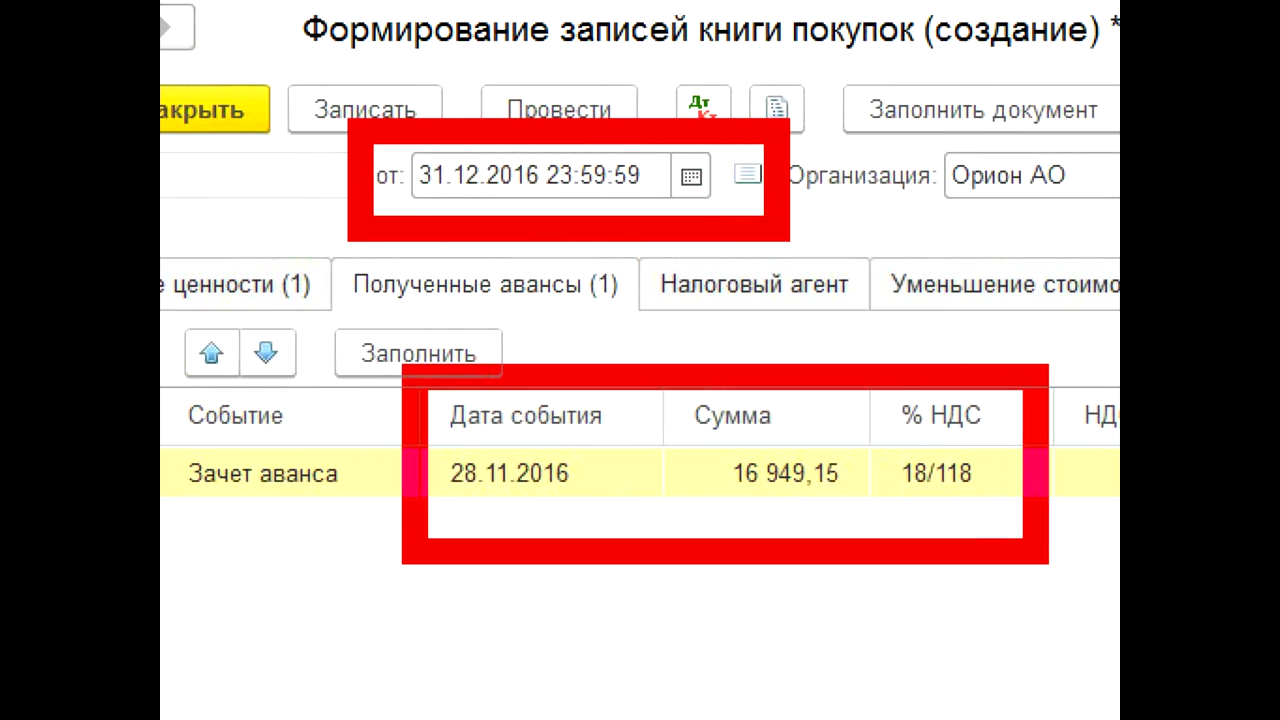 Формирование записей книги покупок (создание) *
акрыть Записать Провести Дт Кт Заполнить документ
от: 31.12.2016 23:59:59 Организация: Орион АО
е ценности (1) Полученные авансы (1) Налоговый агент Уменьшение стоимо
Заполнить
Событие Дата события Сумма % НДС НД
Зачет аванса 28.11.2016 16 949,15 18/118